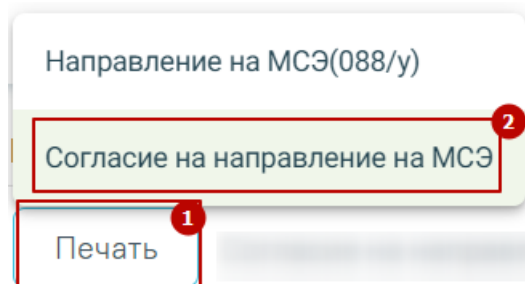 Направление на МСЭ(088/у)
2
Согласие на направление на МСЭ
1
Печать